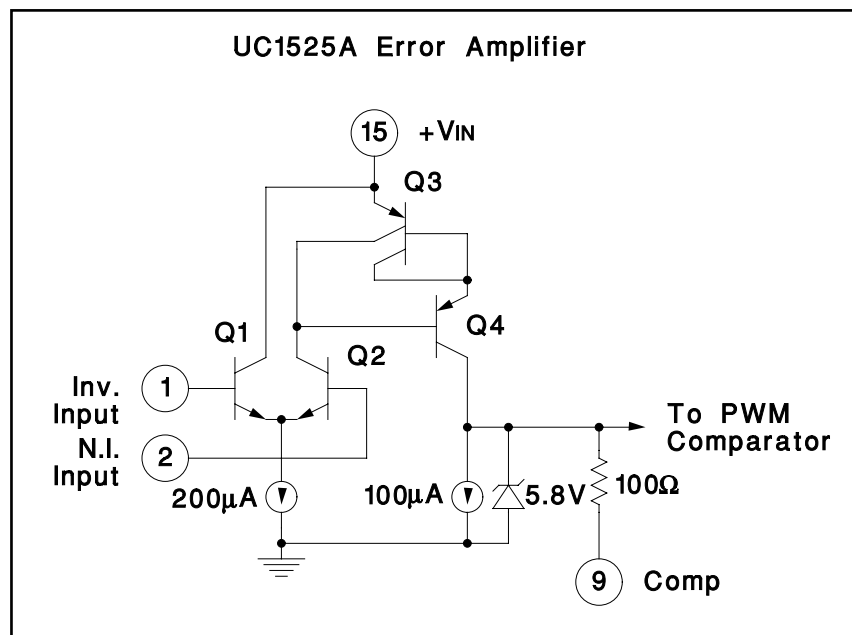 UC1525A Error Amplifier
15 +VIN
Q3
Q1
Q2
Q4
Inv.
Input
1
N.I.
Input
2
200µA
100µA
5.8V
100Ω
To PWM
Comparator
9 Comp